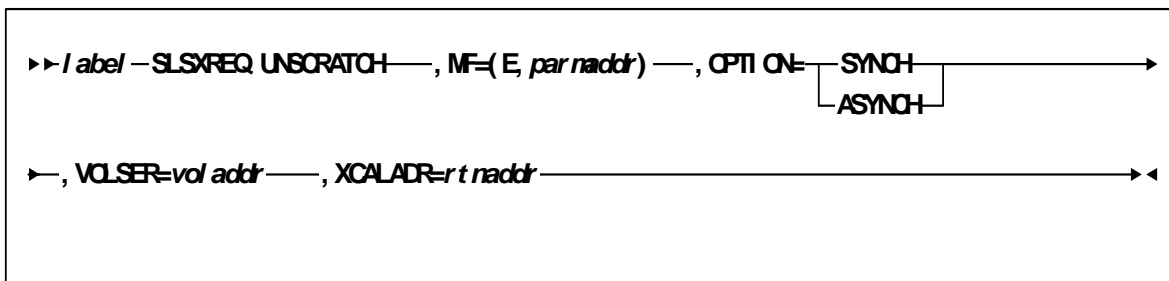 label SLSXREQ UNSCRATCH , MF=(E, parmaddr) , OPTION= SYNCH
ASYNCH
, VOLSER=voladdr , XCALADR=rtnaddr